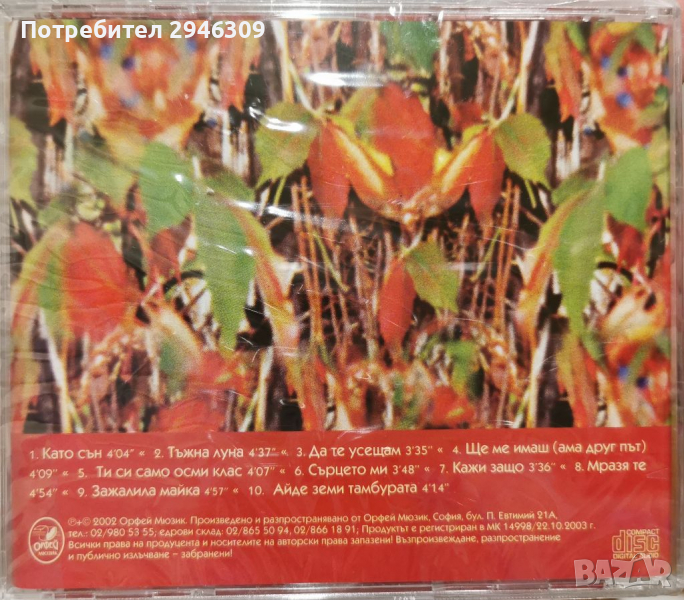 Потребител 2946309
1. Като сън 4'04" « 2. Тъжна луна 4'37" « 3. Да те усещам 3'35" « 4. Ще ме имаш (ама друг път)
4'09" « 5. Ти си само осми клас 4'07" « 6. Сърцето ми 3'48" « 7. Кажи защо 3'36" « 8. Мразя те
4'54" « 9. Зажалила майка 4'57" « 10. Айде земи тамбурата 4'14"
℗+© 2002 Орфей Мюзик. Произведено и разпространявано от Орфей Мюзик, София, бул. П. Евтимий 21А,
тел.: 02/980 53 55; едрови склад: 02/865 50 94, 02/866 18 91; Продуктът е регистриран в МК 14998/22.10.2003 г.
Всички права на продуцента и носителите на авторски права запазени! Възпроизвеждане, разпространение
и публично излъчване - забранени!
ОРФЕЙ
МЮЗИК
COMPACT
disc
DIGITAL AUDIO
BAZAR.bg